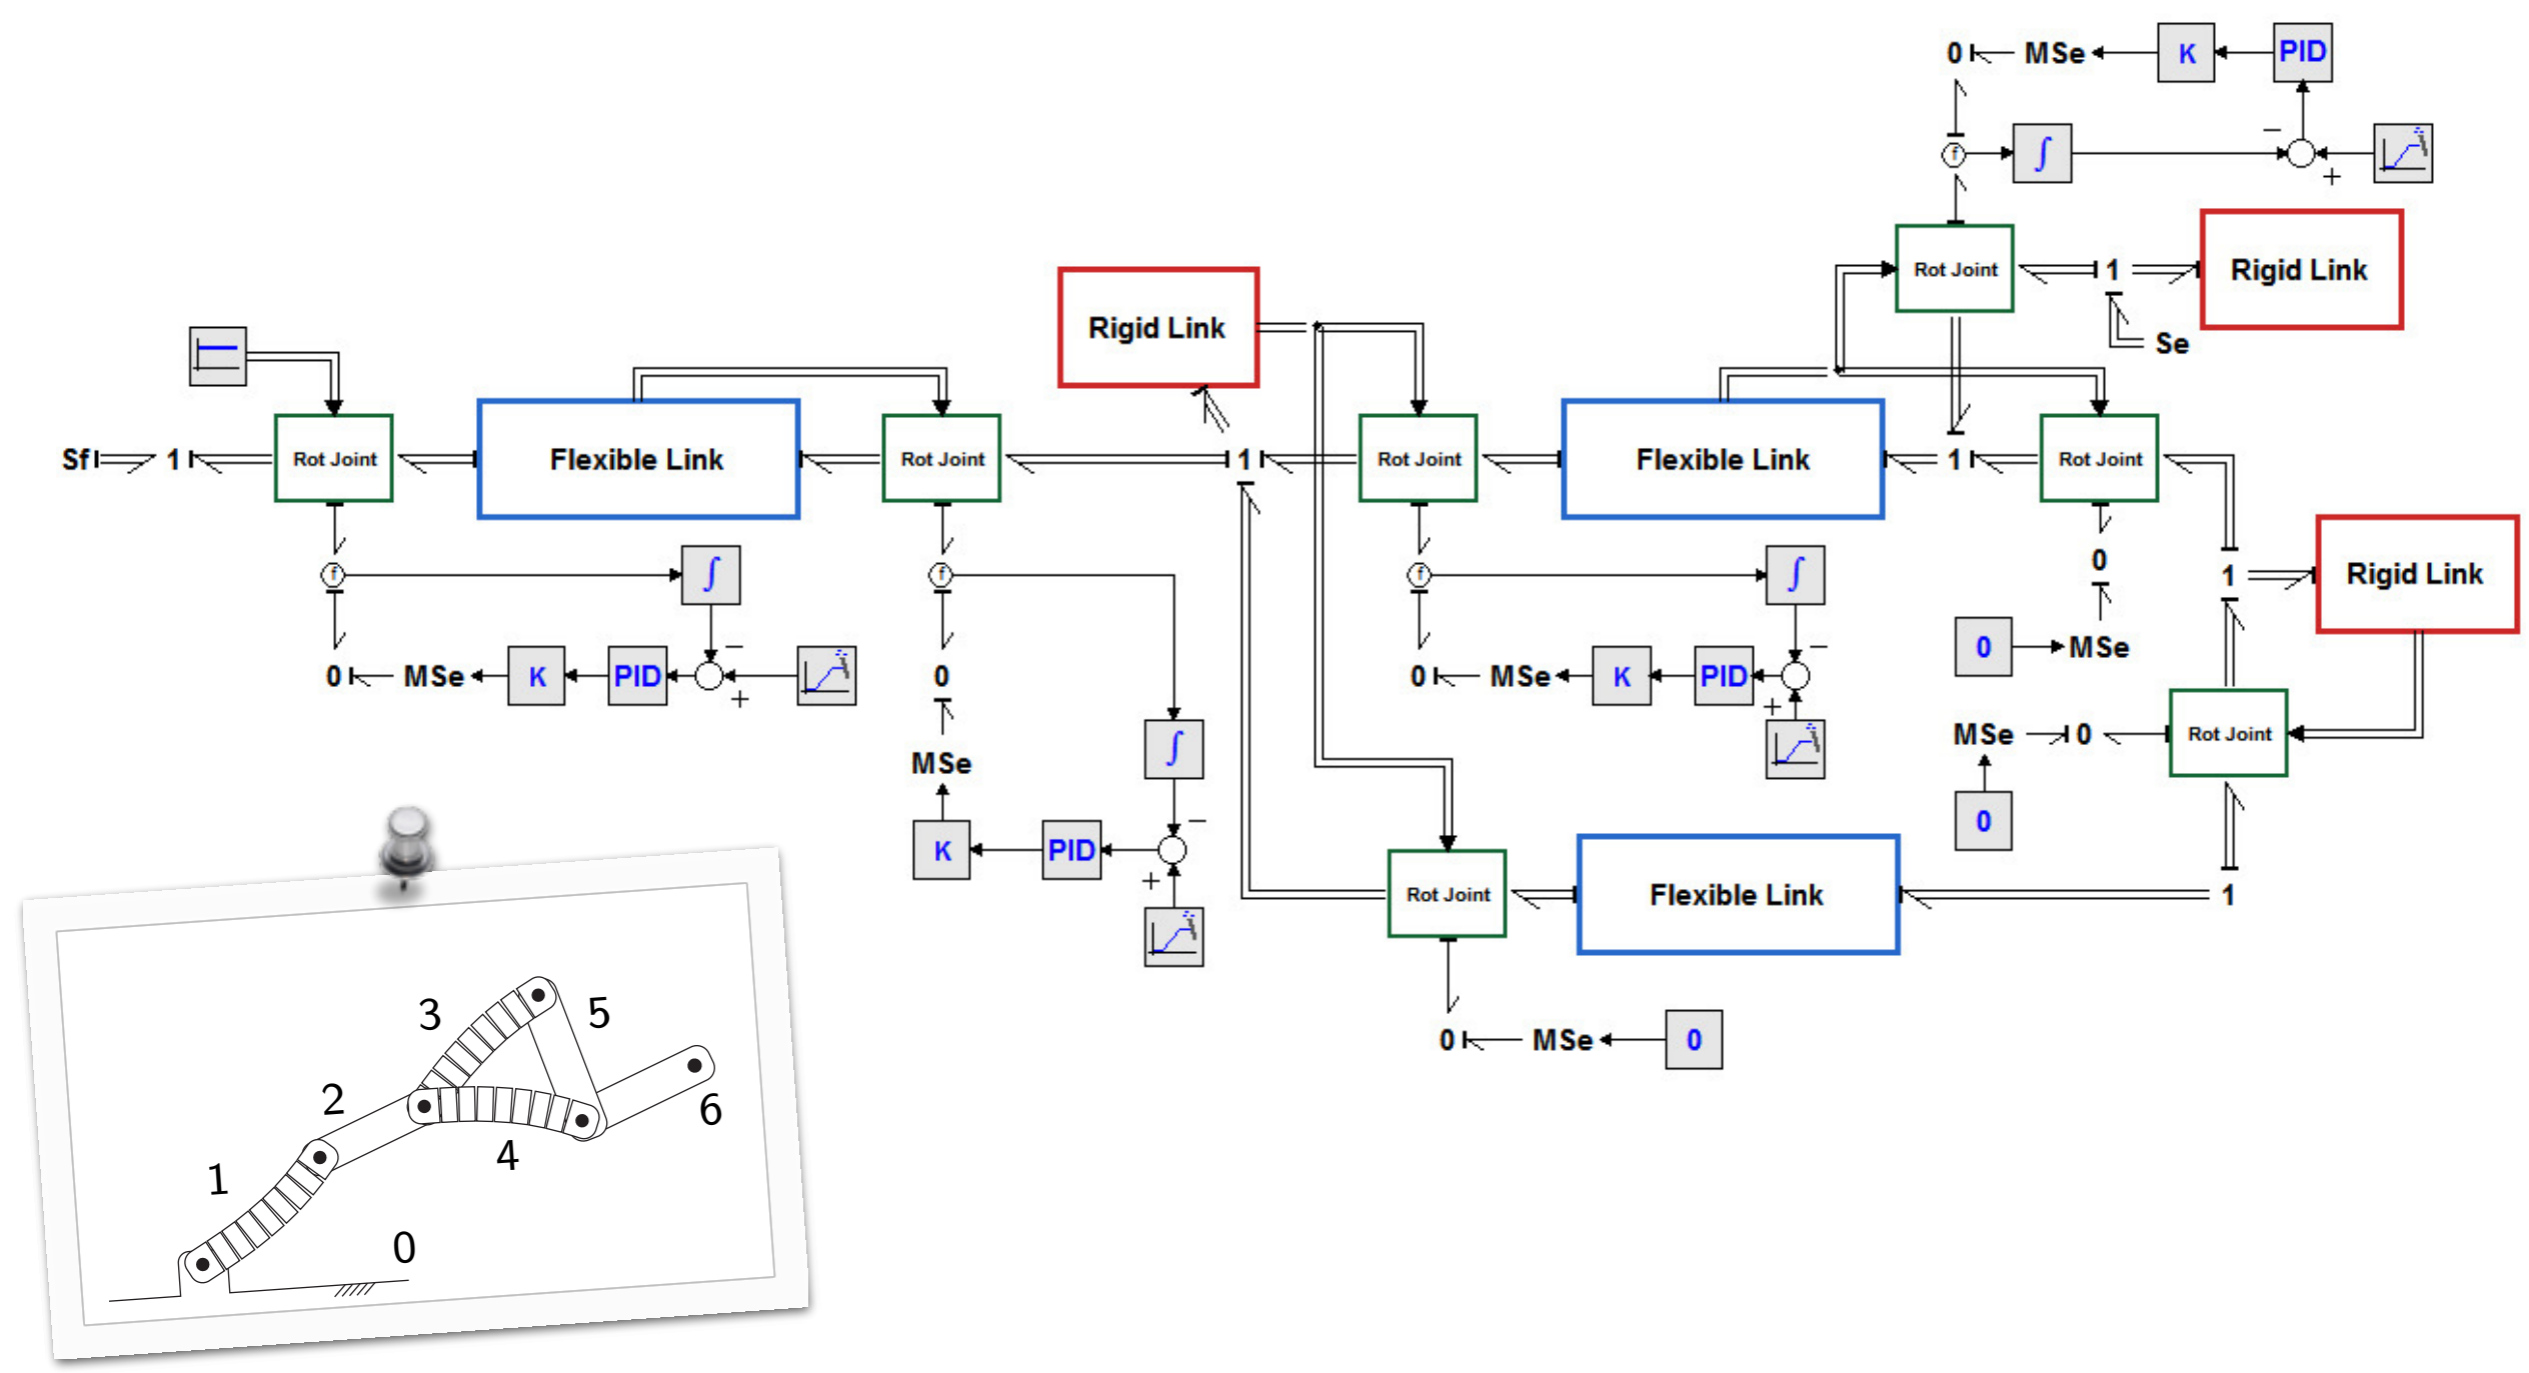 0 MSe K PID
f ∫ − +
Rot Joint 1 Rigid Link
Se
Rigid Link
Sf 1 Rot Joint Flexible Link Rot Joint 1 Rot Joint Flexible Link 1 Rot Joint
f ∫ f f ∫ 0 1 Rigid Link
− −
0 MSe K PID + 0 0 MSe K PID + 0 MSe
MSe 0 Rot Joint
MSe ∫ 0
− K PID +
Rot Joint Flexible Link 1
0 MSe 0
3 5
2 6
4
1
0